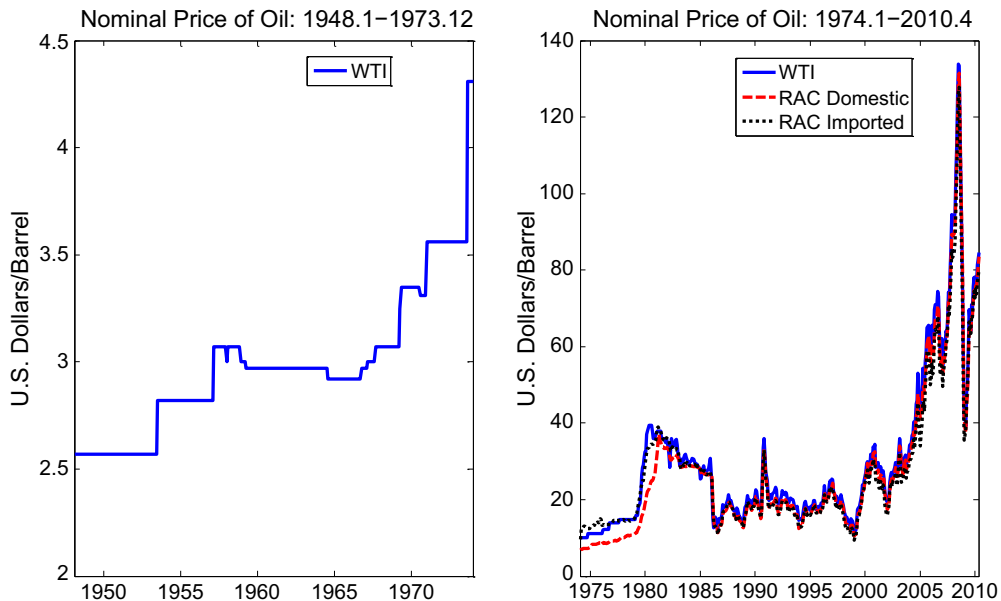 Nominal Price of Oil: 1948.1−1973.12
4.5
4
3.5
3
2.5
2
U.S. Dollars/Barrel
WTI
1950 1955 1960 1965 1970
Nominal Price of Oil: 1974.1−2010.4
140
120
100
80
60
40
20
0
U.S. Dollars/Barrel
WTI
RAC Domestic
RAC Imported
1975 1980 1985 1990 1995 2000 2005 2010